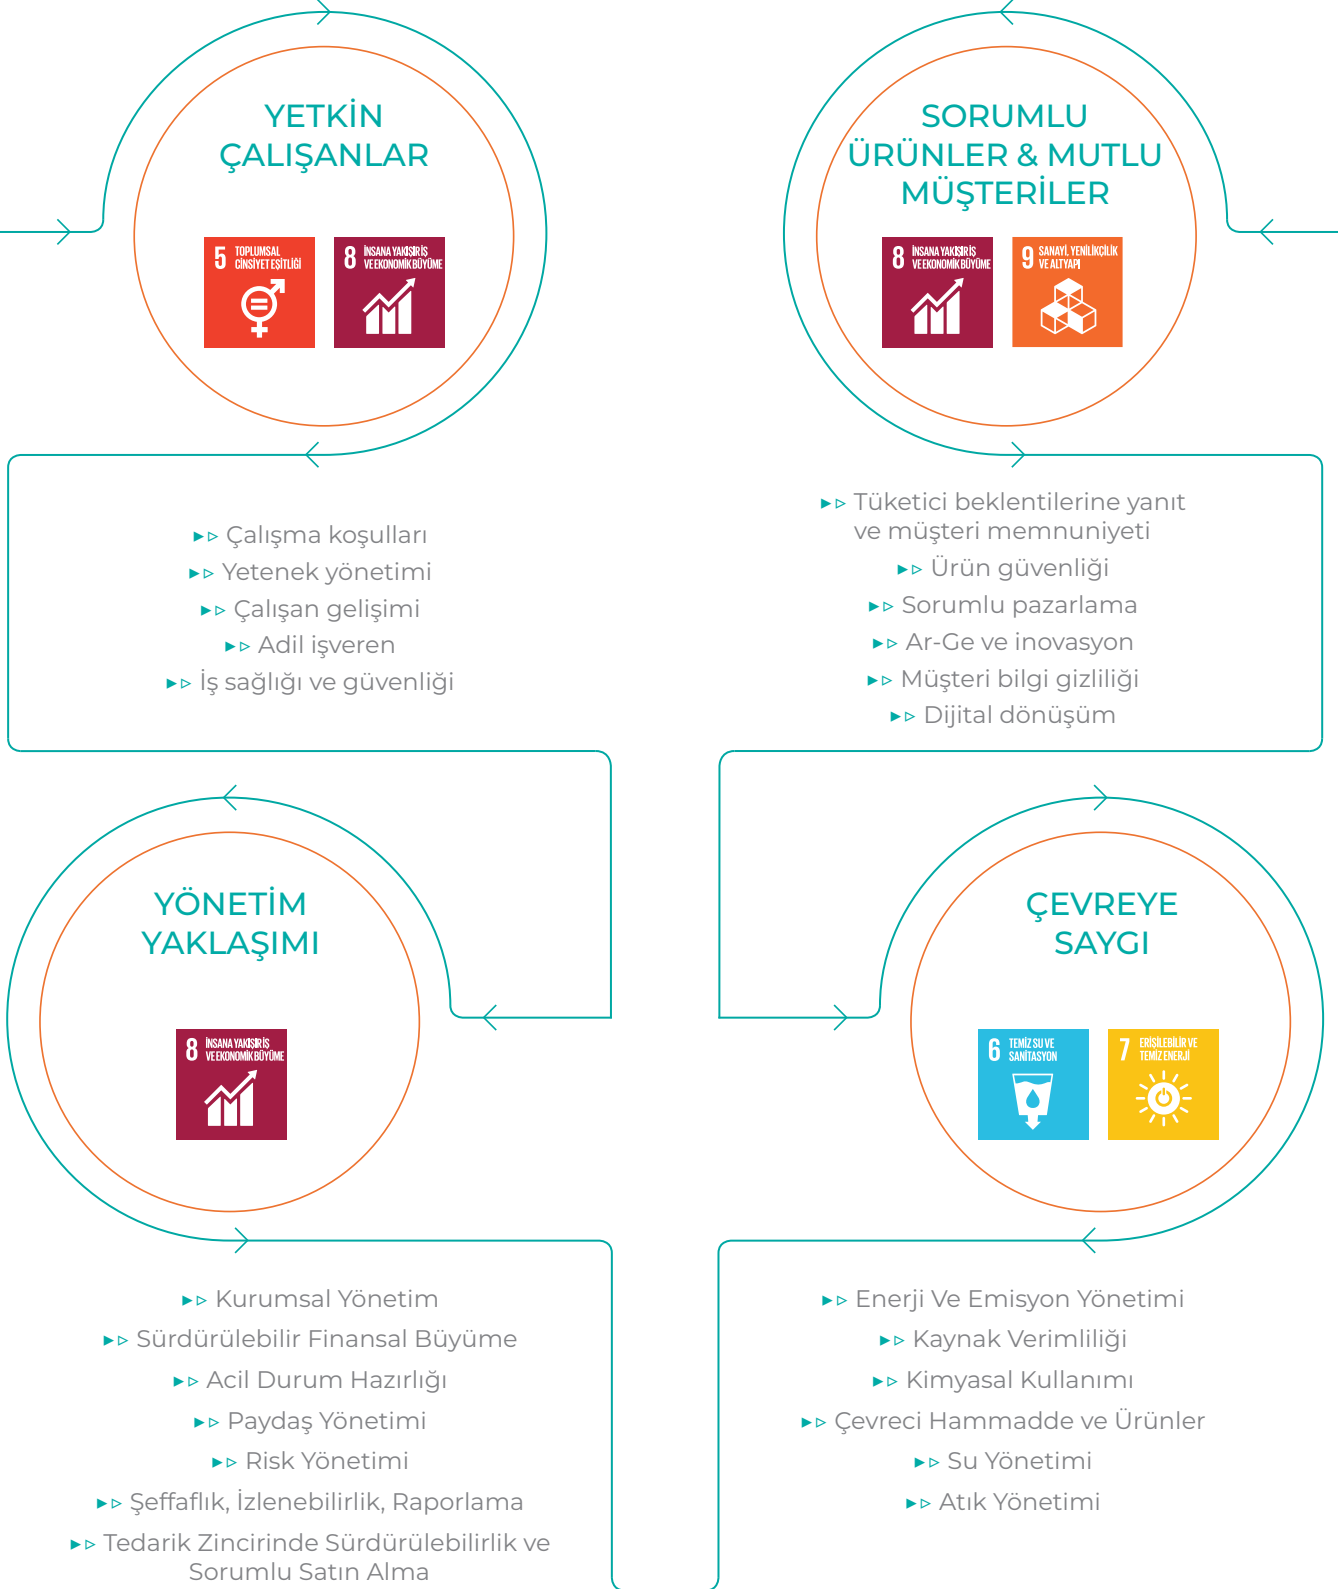 YETKİN
ÇALIŞANLAR
5 TOPLUMSAL
CİNSİYET EŞİTLİĞİ
8 İNSANA YAKIŞIR İŞ
VE EKONOMİK BÜYÜME
▸▹ Çalışma koşulları
▸▹ Yetenek yönetimi
▸▹ Çalışan gelişimi
▸▹ Adil işveren
▸▹ İş sağlığı ve güvenliği
SORUMLU
ÜRÜNLER & MUTLU
MÜŞTERİLER
8 İNSANA YAKIŞIR İŞ
VE EKONOMİK BÜYÜME
9 SANAYİ, YENİLİKÇİLİK
VE ALTYAPI
▸▹ Tüketici beklentilerine yanıt
ve müşteri memnuniyeti
▸▹ Ürün güvenliği
▸▹ Sorumlu pazarlama
▸▹ Ar-Ge ve inovasyon
▸▹ Müşteri bilgi gizliliği
▸▹ Dijital dönüşüm
YÖNETİM
YAKLAŞIMI
8 İNSANA YAKIŞIR İŞ
VE EKONOMİK BÜYÜME
▸▹ Kurumsal Yönetim
▸▹ Sürdürülebilir Finansal Büyüme
▸▹ Acil Durum Hazırlığı
▸▹ Paydaş Yönetimi
▸▹ Risk Yönetimi
▸▹ Şeffaflık, İzlenebilirlik, Raporlama
▸▹ Tedarik Zincirinde Sürdürülebilirlik ve
Sorumlu Satın Alma
ÇEVREYE
SAYGI
6 TEMİZ SU VE
SANİTASYON
7 ERİŞİLEBİLİR VE
TEMİZ ENERJİ
▸▹ Enerji Ve Emisyon Yönetimi
▸▹ Kaynak Verimliliği
▸▹ Kimyasal Kullanımı
▸▹ Çevreci Hammadde ve Ürünler
▸▹ Su Yönetimi
▸▹ Atık Yönetimi